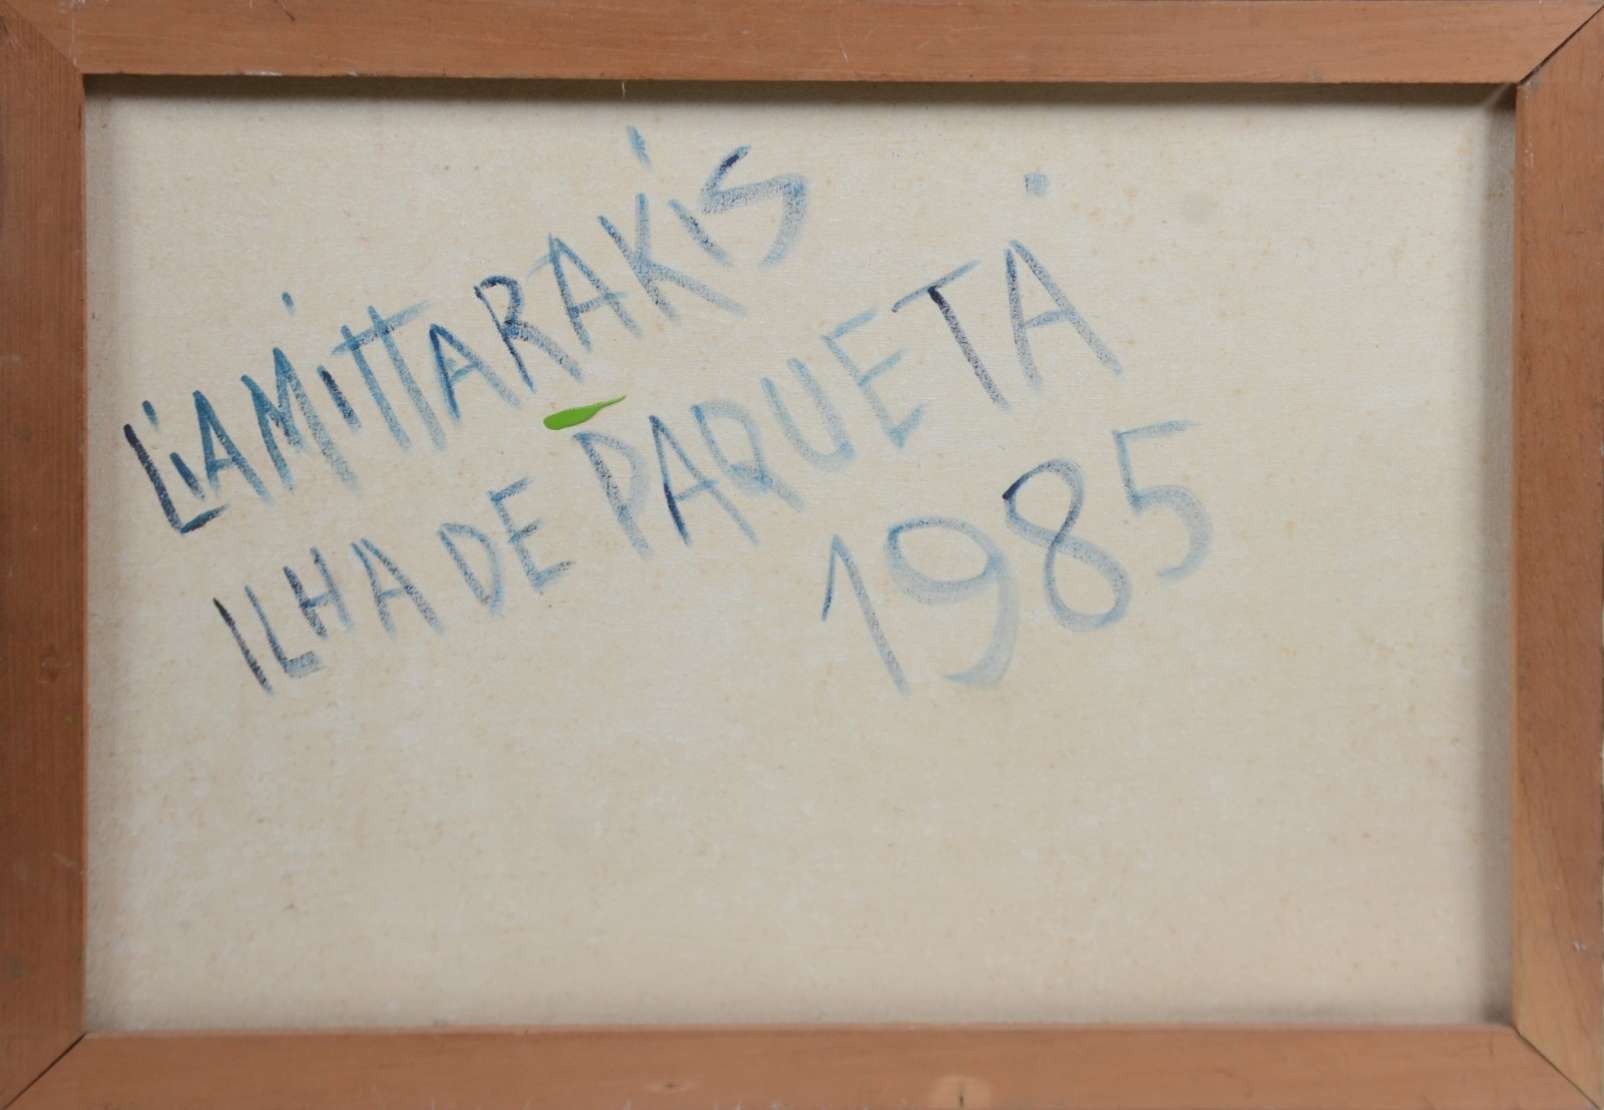 LiA MiTTARAKiS
ILHA DE PAQUETÁ
1985